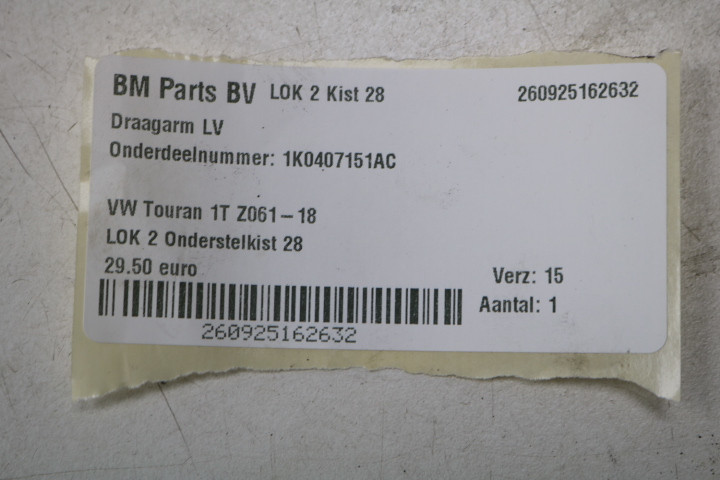 BM Parts BV LOK 2 Kist 28 260925162632
Draagarm LV
Onderdeelnummer: 1K0407151AC
VW Touran 1T Z061-18
LOK 2 Onderstelkist 28
29.50 euro Verz: 15
Aantal: 1
260925162632